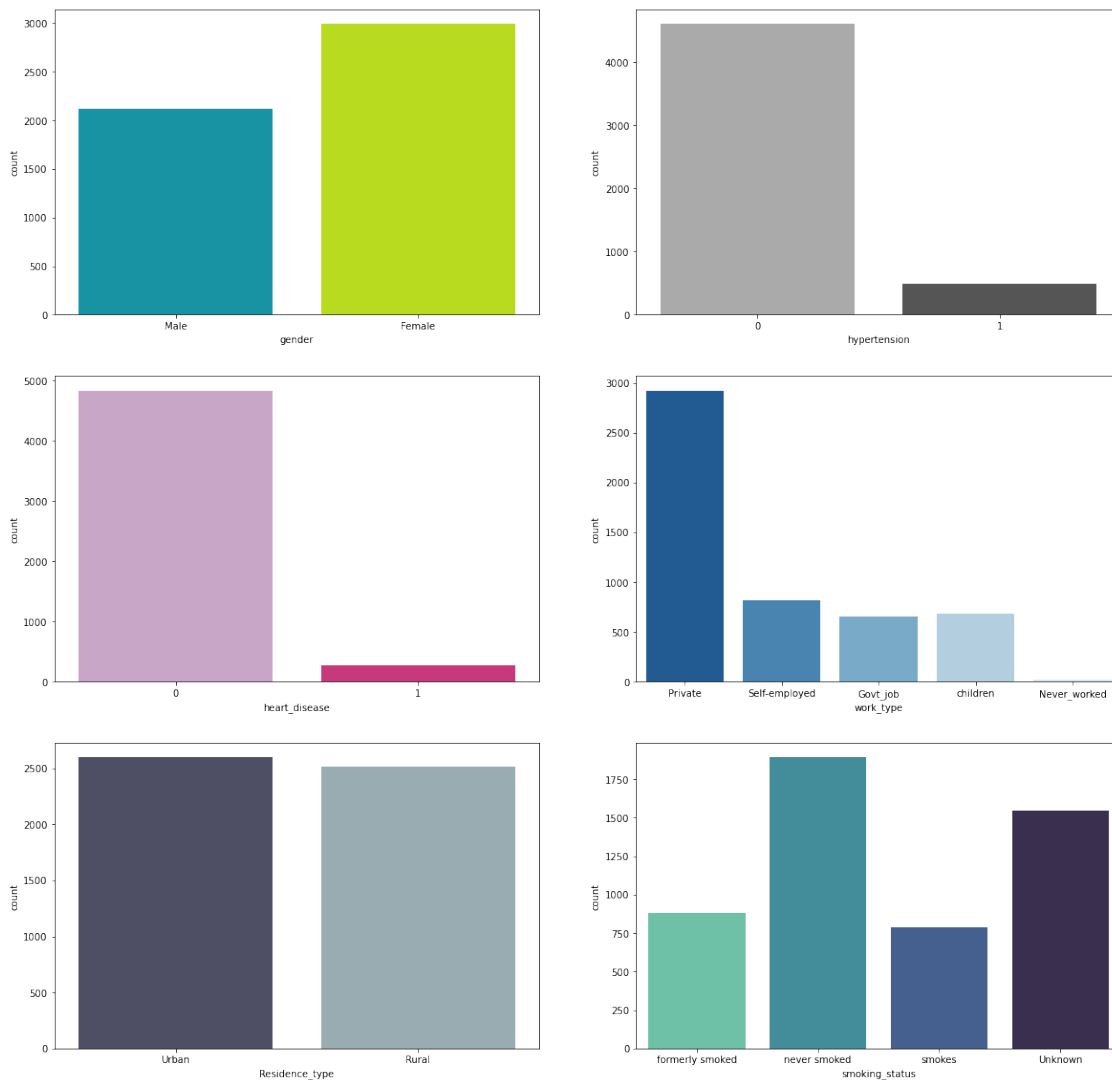 3000
2500
2000
1500
1000
500
0
count
Male Female
gender
4000
3000
2000
1000
0
count
0 1
hypertension
5000
4000
3000
2000
1000
0
count
0 1
heart_disease
3000
2500
2000
1500
1000
500
0
count
Private Self-employed Govt_job children Never_worked
work_type
2500
2000
1500
1000
500
0
count
Urban Rural
Residence_type
1750
1500
1250
1000
750
500
250
0
count
formerly smoked never smoked smokes Unknown
smoking_status